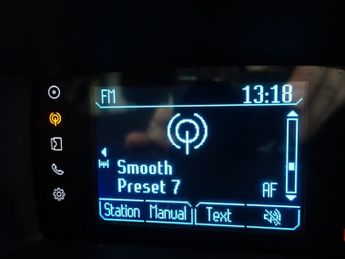 FM 13:18
Smooth
Preset 7 AF
Station Manual Text